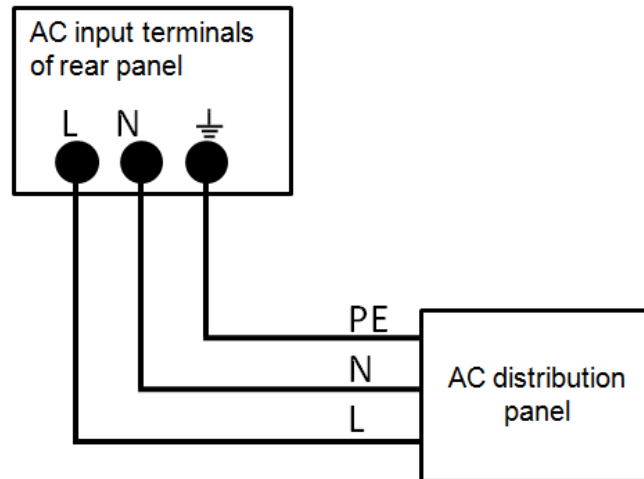 AC input terminals
of rear panel
L N ⏚
PE
N
L
AC distribution
panel